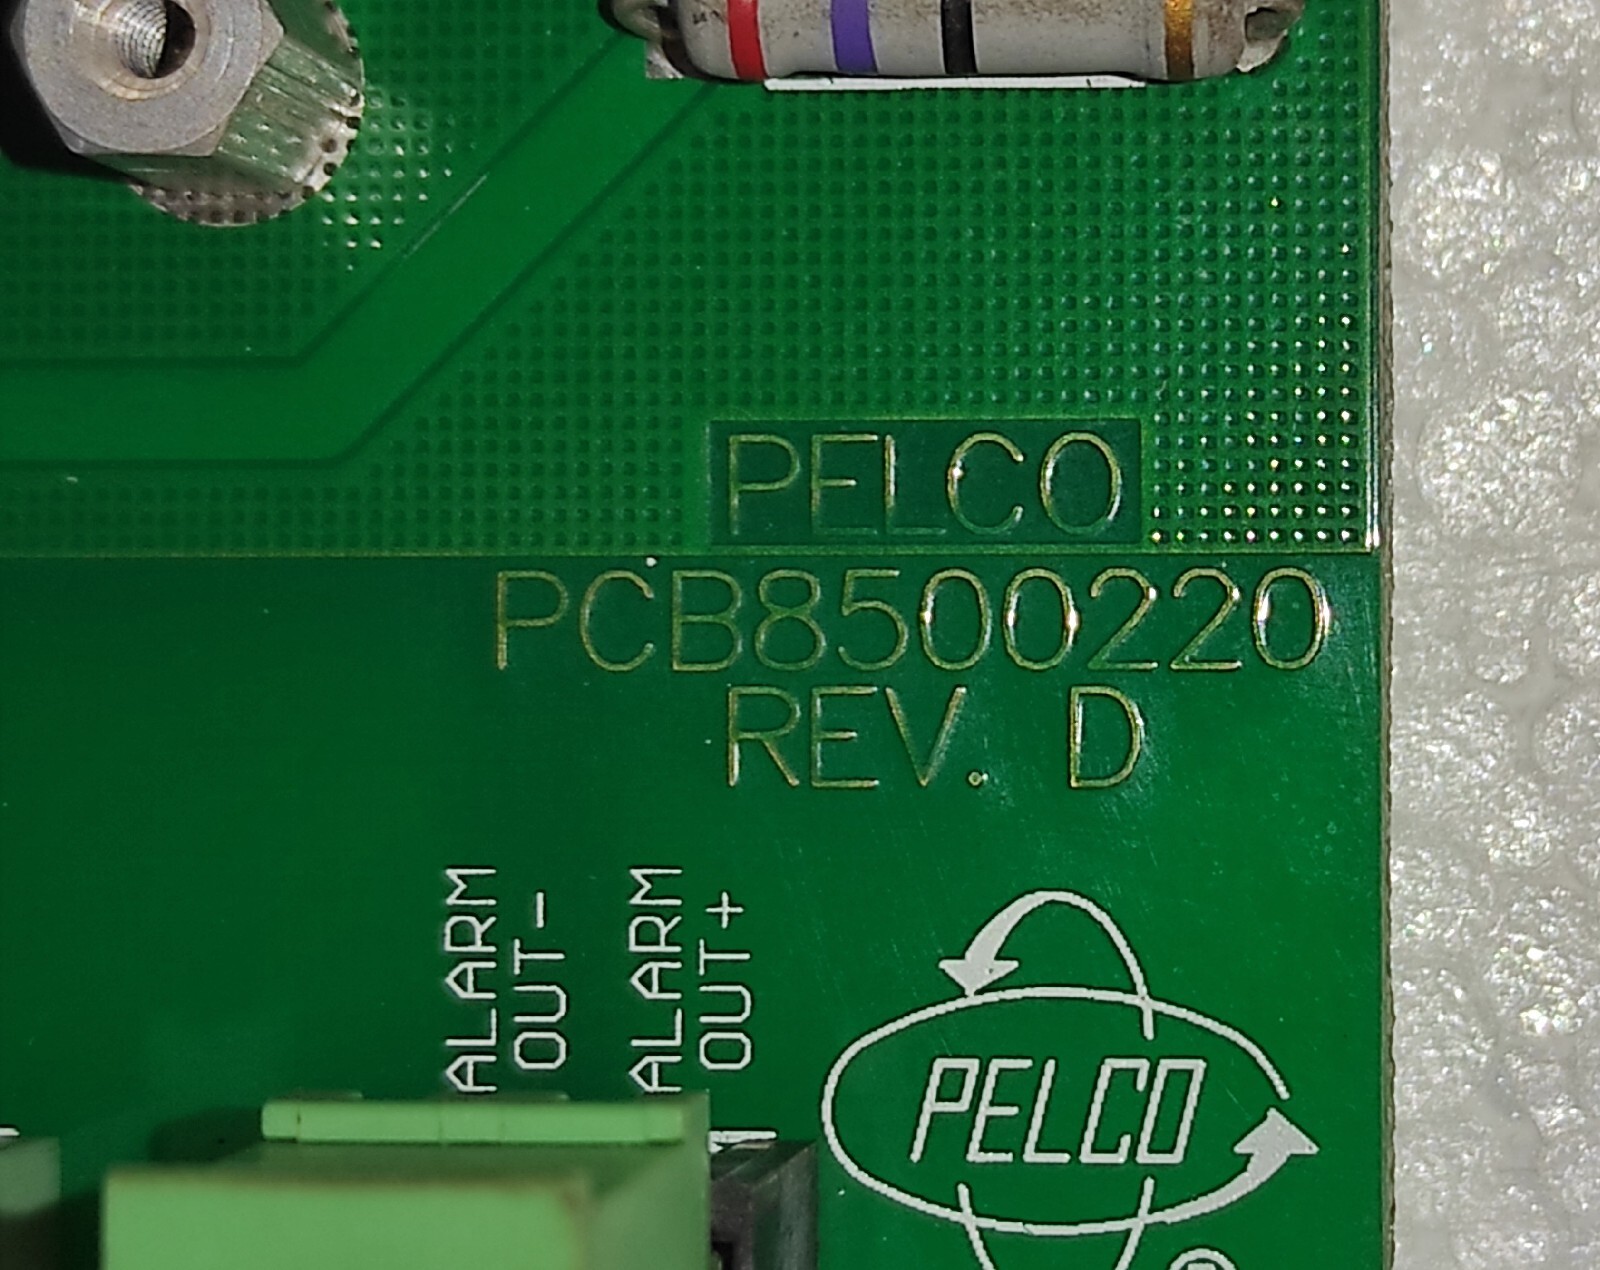 PELCO
PCB8500220
REV. D
ALARM
OUT-
ALARM
OUT+
PELCO
®